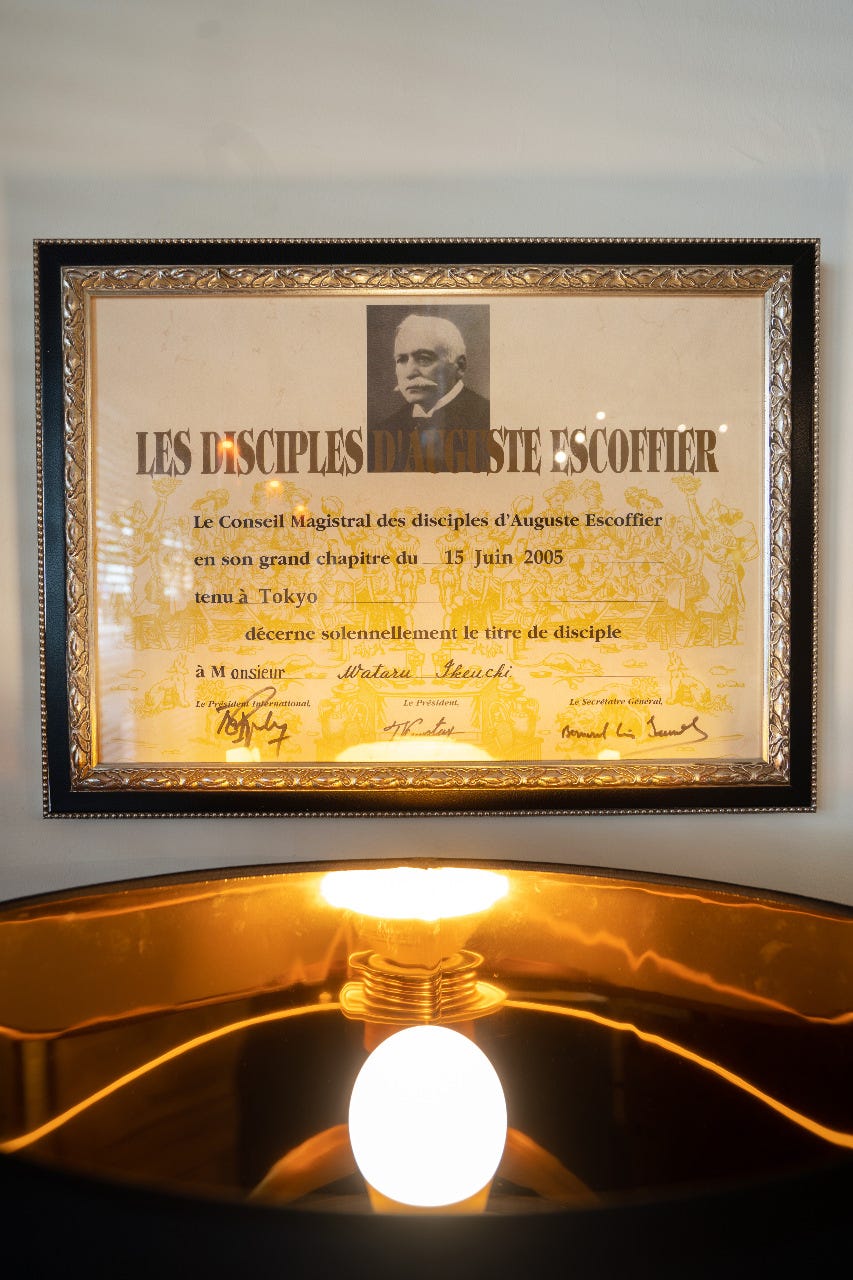 LES DISCIPLES D'AUGUSTE ESCOFFIER
Le Conseil Magistral des disciples d'Auguste Escoffier
en son grand chapitre du 15 Juin 2005
tenu à Tokyo
décerne solennellement le titre de disciple
à Monsieur Wataru Ikeuchi
Le Président International, Le Président, Le Secrétaire Général,